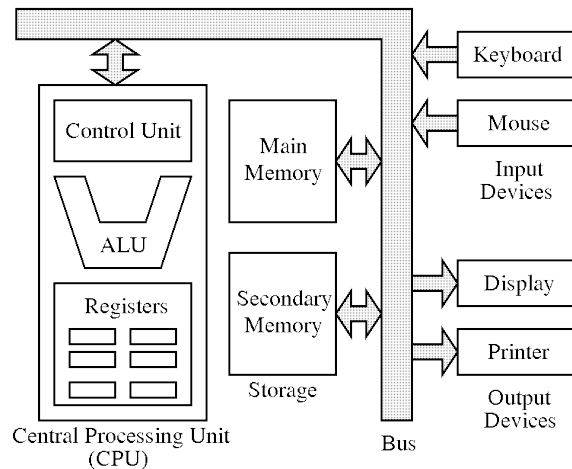 Control Unit
ALU
Registers
Central Processing Unit
(CPU)
Main
Memory
Secondary
Memory
Storage
Bus
Keyboard
Mouse
Input
Devices
Display
Printer
Output
Devices